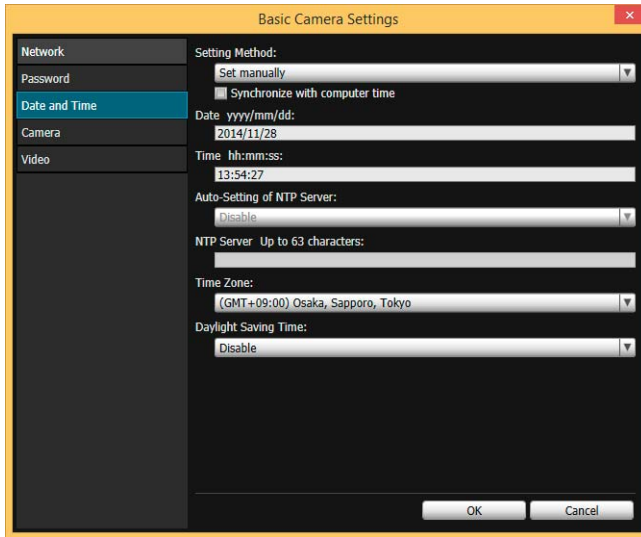 Basic Camera Settings
Network
Password
Date and Time
Camera
Video
Setting Method:
Set manually
Synchronize with computer time
Date yyyy/mm/dd:
2014/11/28
Time hh:mm:ss:
13:54:27
Auto-Setting of NTP Server:
Disable
NTP Server Up to 63 characters:
Time Zone:
(GMT+09:00) Osaka, Sapporo, Tokyo
Daylight Saving Time:
Disable
OK Cancel